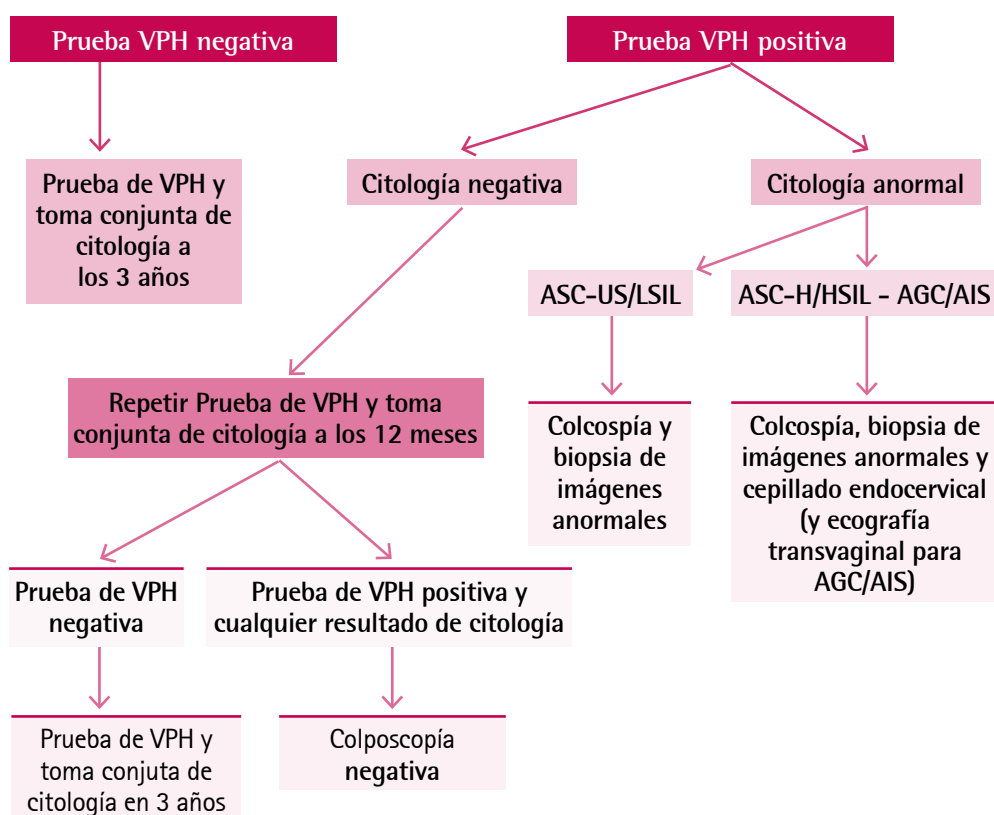 Prueba VPH negativa
Prueba VPH positiva
Prueba de VPH y
toma conjunta de
citología a
los 3 años
Citología negativa
Citología anormal
ASC-US/LSIL
ASC-H/HSIL - AGC/AIS
Repetir Prueba de VPH y toma
conjunta de citología a los 12 meses
Colcospía y
biopsia de
imágenes
anormales
Colcospía, biopsia de
imágenes anormales y
cepillado endocervical
(y ecografía
transvaginal para
AGC/AIS)
Prueba de VPH
negativa
Prueba de VPH positiva y
cualquier resultado de citología
Prueba de VPH y
toma conjuta de
citología en 3 años
Colposcopía
negativa